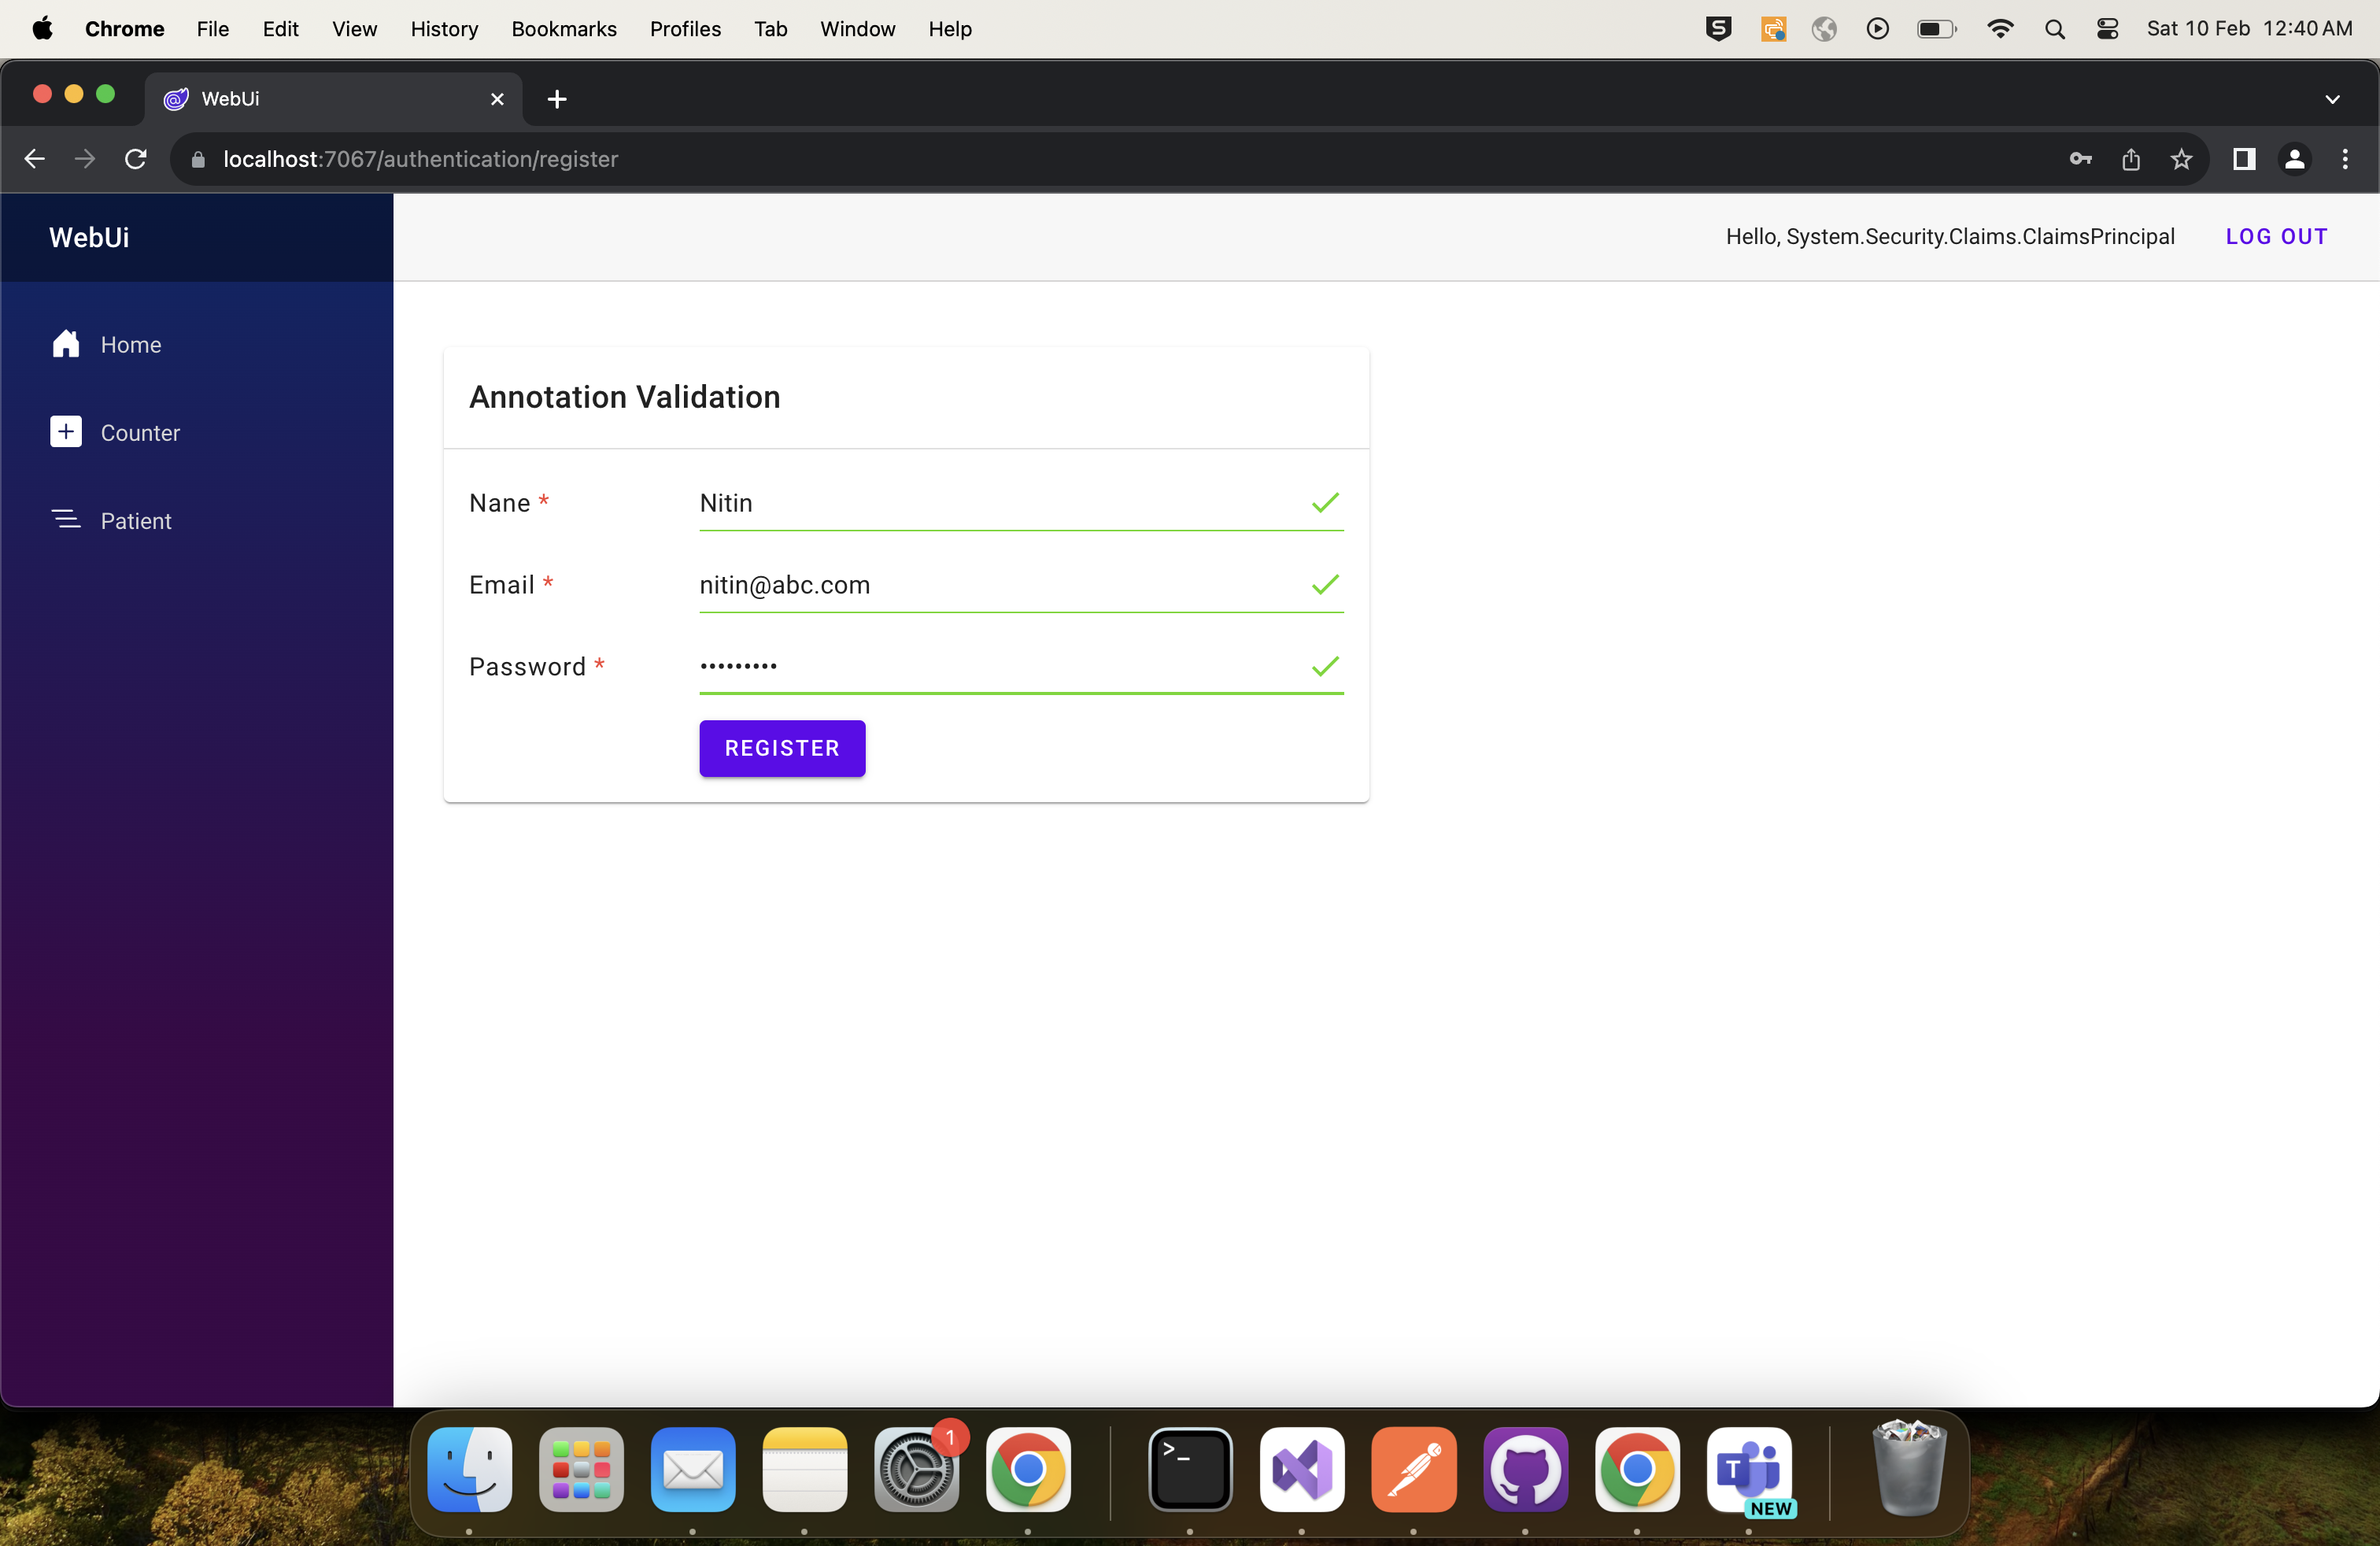 Chrome File Edit View History Bookmarks Profiles Tab Window Help Sat 10 Feb 12:40 AM
WebUi
localhost:7067/authentication/register
WebUi
Hello, System.Security.Claims.ClaimsPrincipal LOG OUT
Home
Counter
Patient
Annotation Validation
Nane * Nitin
Email * nitin@abc.com
Password * •••••••••
REGISTER
1
T
NEW